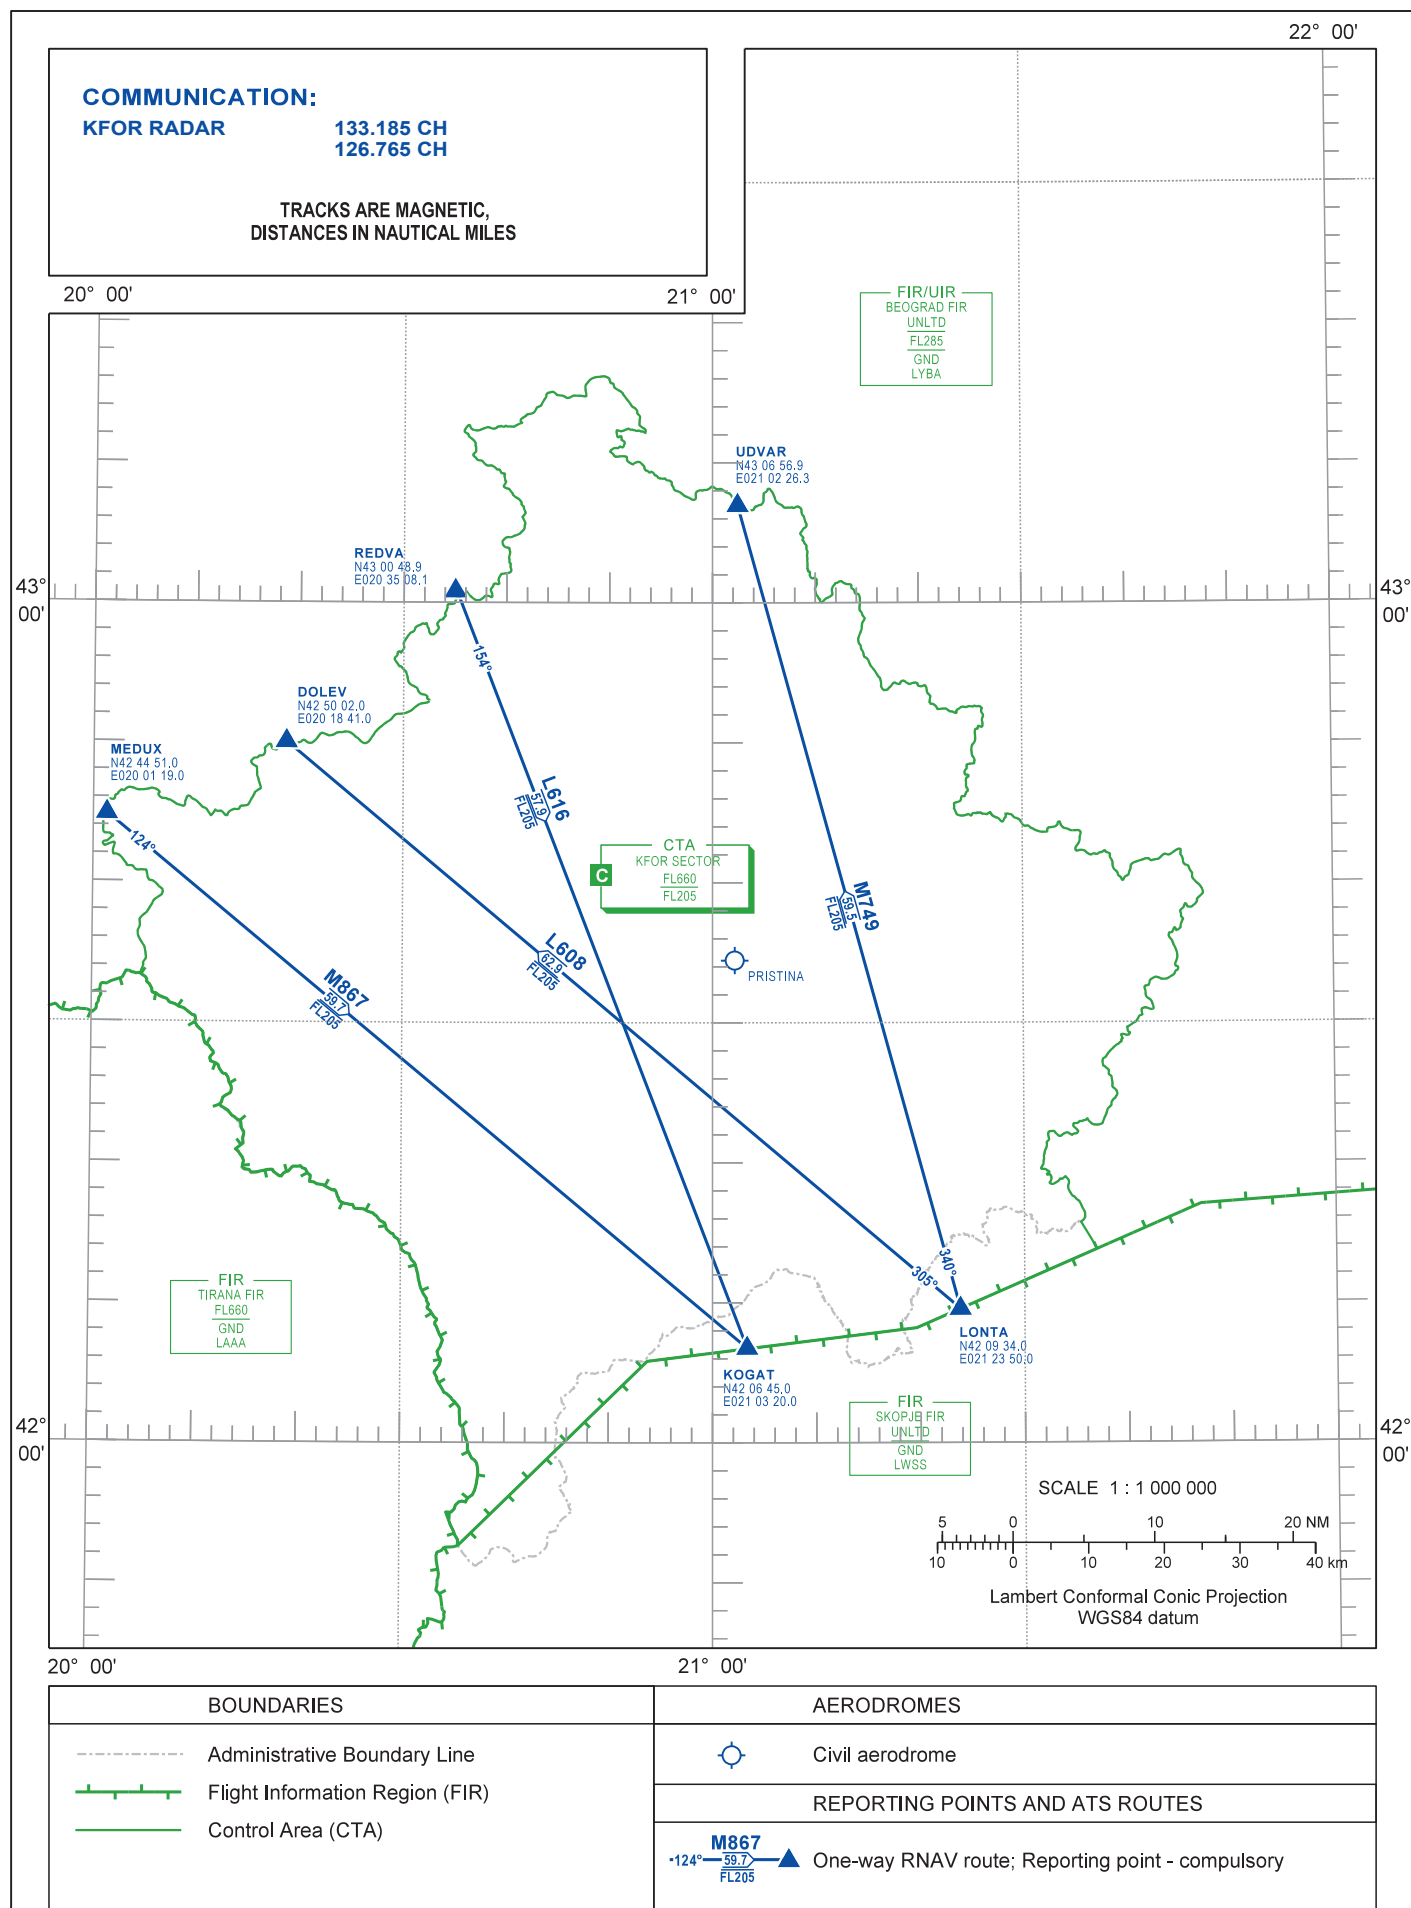 22° 00'
COMMUNICATION:
KFOR RADAR 133.185 CH
126.765 CH
TRACKS ARE MAGNETIC,
DISTANCES IN NAUTICAL MILES
20° 00'
21° 00'
FIR/UIR
BEOGRAD FIR
UNLTD
FL285
GND
LYBA
UDVAR
N43 06 56.9
E021 02 26.3
REDVA
N43 00 48.9
E020 35 08.1
43°
00'
43°
00'
154°
DOLEV
N42 50 02.0
E020 18 41.0
MEDUX
N42 44 51.0
E020 01 19.0
124°
L616
57.9
FL205
CTA
KFOR SECTOR
FL660
FL205
C
M749
59.5
FL205
L608
62.9
FL205
PRISTINA
M867
59.7
FL205
340°
305°
FIR
TIRANA FIR
FL660
GND
LAAA
LONTA
N42 09 34.0
E021 23 50.0
KOGAT
N42 06 45.0
E021 03 20.0
FIR
SKOPJE FIR
UNLTD
GND
LWSS
42°
00'
42°
00'
SCALE 1 : 1 000 000
5 0 10 20 NM
10 0 10 20 30 40 km
Lambert Conformal Conic Projection
WGS84 datum
20° 00'
21° 00'
BOUNDARIES
Administrative Boundary Line
Flight Information Region (FIR)
Control Area (CTA)
AERODROMES
Civil aerodrome
REPORTING POINTS AND ATS ROUTES
M867
124° 59.7 One-way RNAV route; Reporting point - compulsory
FL205